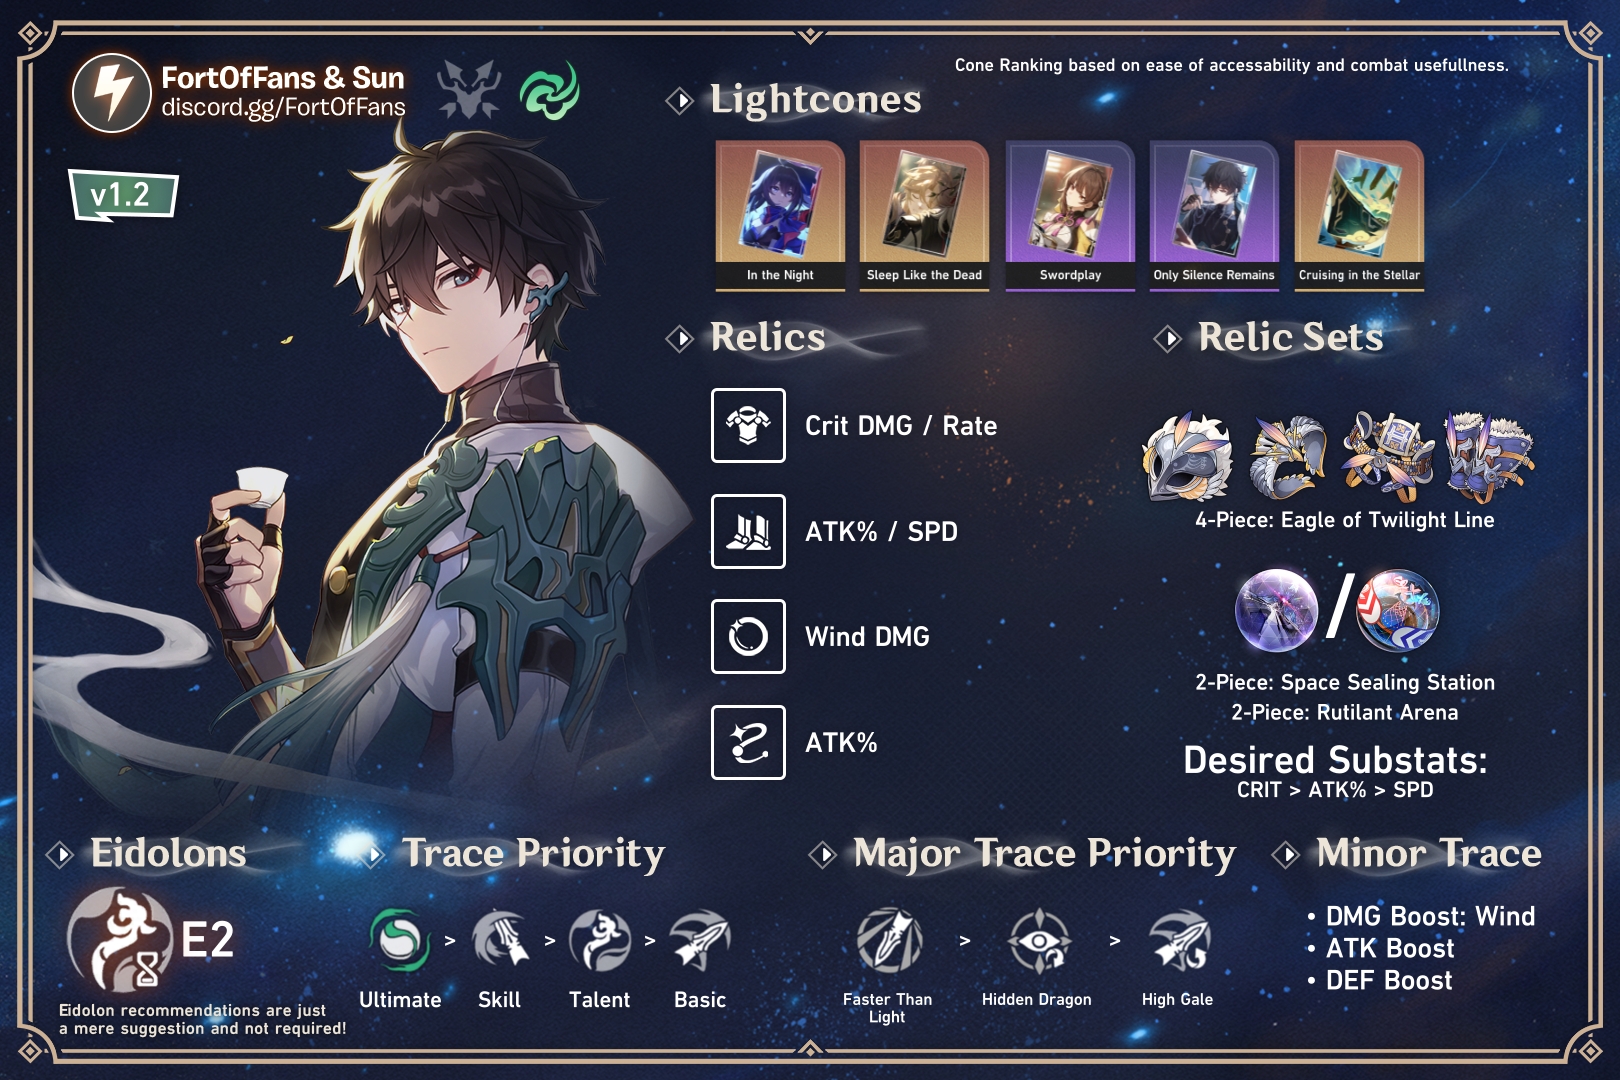 FortOfFans & Sun
discord.gg/FortOfFans
v1.2
Cone Ranking based on ease of accessability and combat usefullness.
Lightcones
In the Night
Sleep Like the Dead
Swordplay
Only Silence Remains
Cruising in the Stellar
Relics
Crit DMG / Rate
ATK% / SPD
Wind DMG
ATK%
Relic Sets
4-Piece: Eagle of Twilight Line
/
2-Piece: Space Sealing Station
2-Piece: Rutilant Arena
Desired Substats:
CRIT > ATK% > SPD
Eidolons
E2
Eidolon recommendations are just
a mere suggestion and not required!
Trace Priority
> > >
Ultimate Skill Talent Basic
Major Trace Priority
> >
Faster Than Hidden Dragon High Gale
Light
Minor Trace
• DMG Boost: Wind
• ATK Boost
• DEF Boost